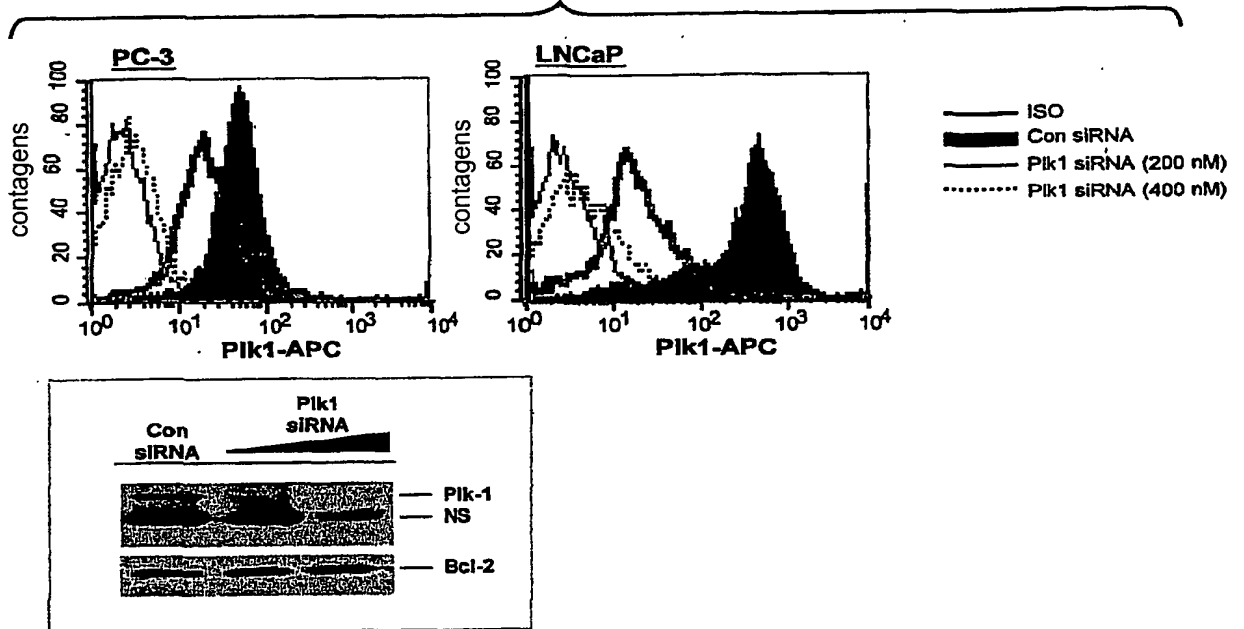 PC-3
LNCaP
contagens
0 20 40 60 80 100
10^0 10^1 10^2 10^3 10^4
Plk1-APC
contagens
0 20 40 60 80 100
10^0 10^1 10^2 10^3 10^4
Plk1-APC
ISO
Con siRNA
Plk1 siRNA (200 nM)
Plk1 siRNA (400 nM)
Con siRNA
Plk1 siRNA
Plk-1
NS
Bcl-2